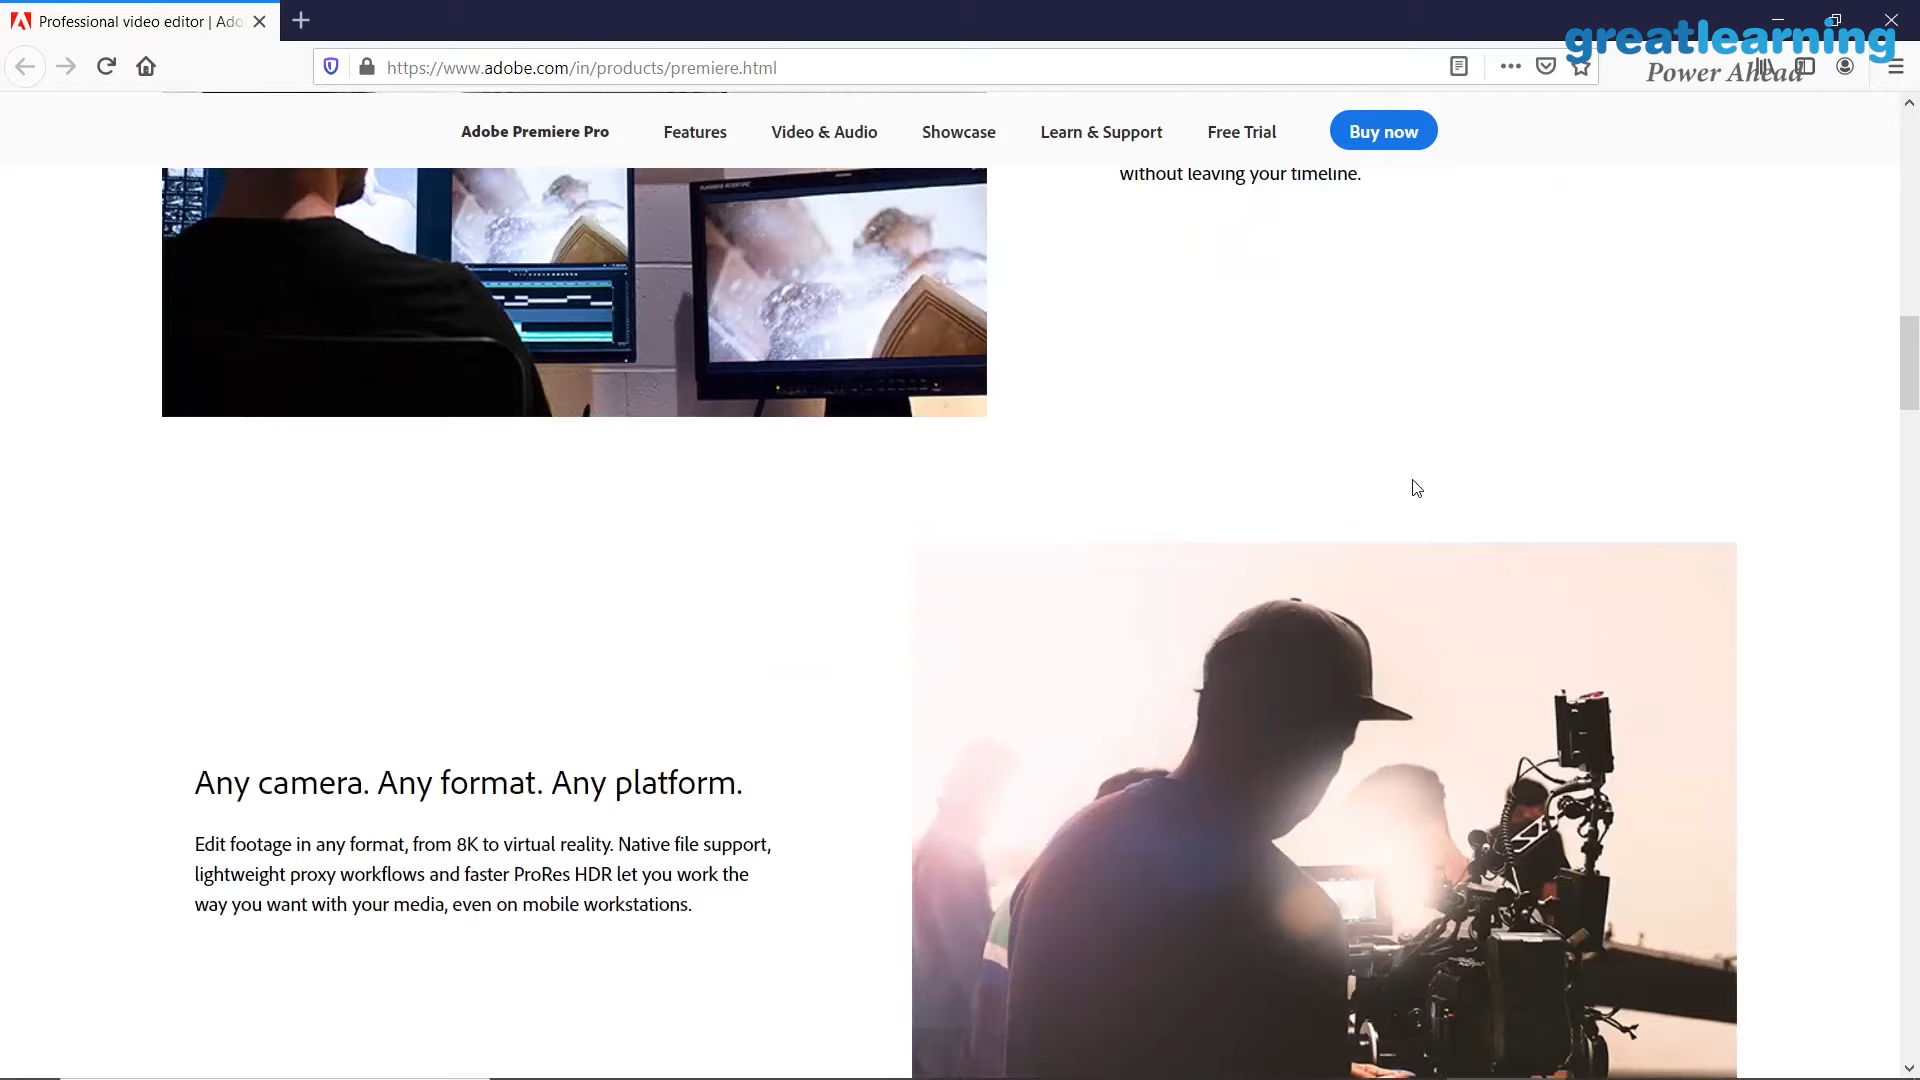 Professional video editor | Ado
greatlearning
https://www.adobe.com/in/products/premiere.html
Power Ahead
Adobe Premiere Pro
Features
Video & Audio
Showcase
Learn & Support
Free Trial
Buy now
without leaving your timeline.
Any camera. Any format. Any platform.
Edit footage in any format, from 8K to virtual reality. Native file support,
lightweight proxy workflows and faster ProRes HDR let you work the
way you want with your media, even on mobile workstations.